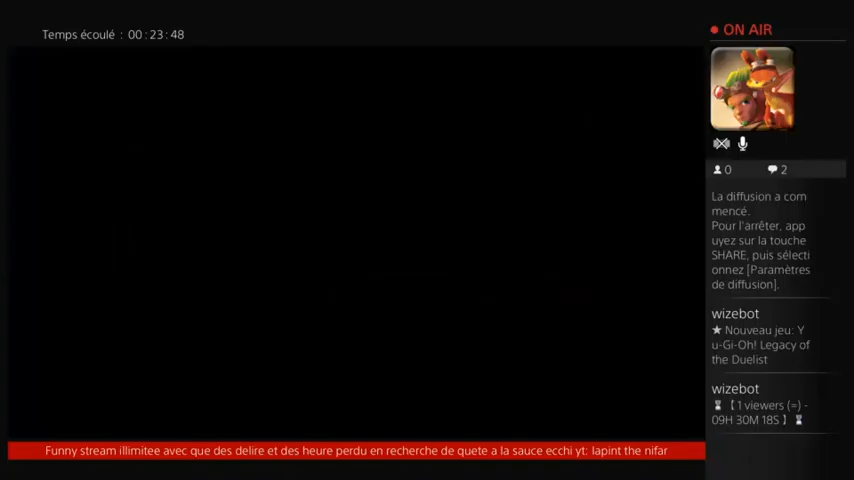 Temps écoulé : 00:23:48
ON AIR
0
2
La diffusion a com
mencé.
Pour l'arrêter, app
uyez sur la touche
SHARE, puis sélecti
onnez [Paramètres
de diffusion].
wizebot
★ Nouveau jeu: Y
u-Gi-Oh! Legacy of
the Duelist
wizebot
⌛ 【 1 viewers (=) -
09H 30M 18S 】 ⌛
Funny stream illimitee avec que des delire et des heure perdu en recherche de quete a la sauce ecchi yt: lapint the nifar